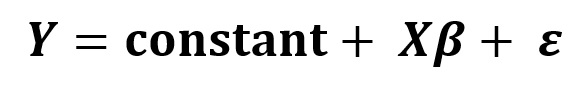 Y = constant + Xβ + ε